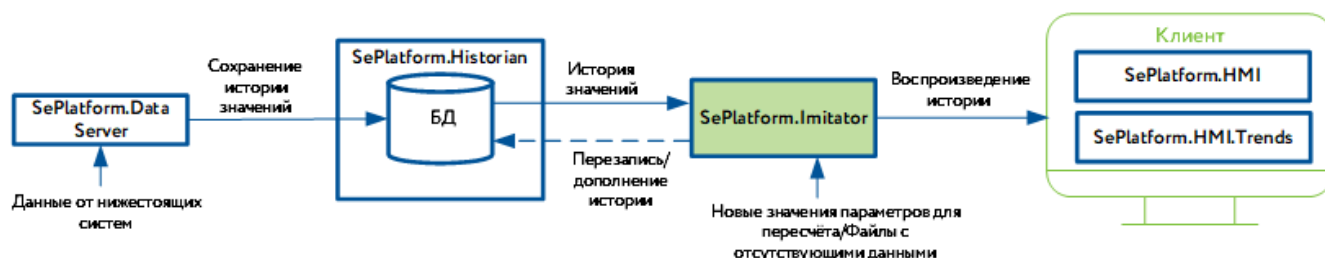 SePlatform.Data
Server
Данные от нижестоящих
систем
Сохранение
истории
значений
SePlatform.Historian
БД
История
значений
Перезапись/
дополнение
истории
SePlatform.Imitator
Новые значения параметров для
пересчёта/Файлы с
отсутствующими данными
Воспроизведение
истории
Клиент
SePlatform.HMI
SePlatform.HMI.Trends